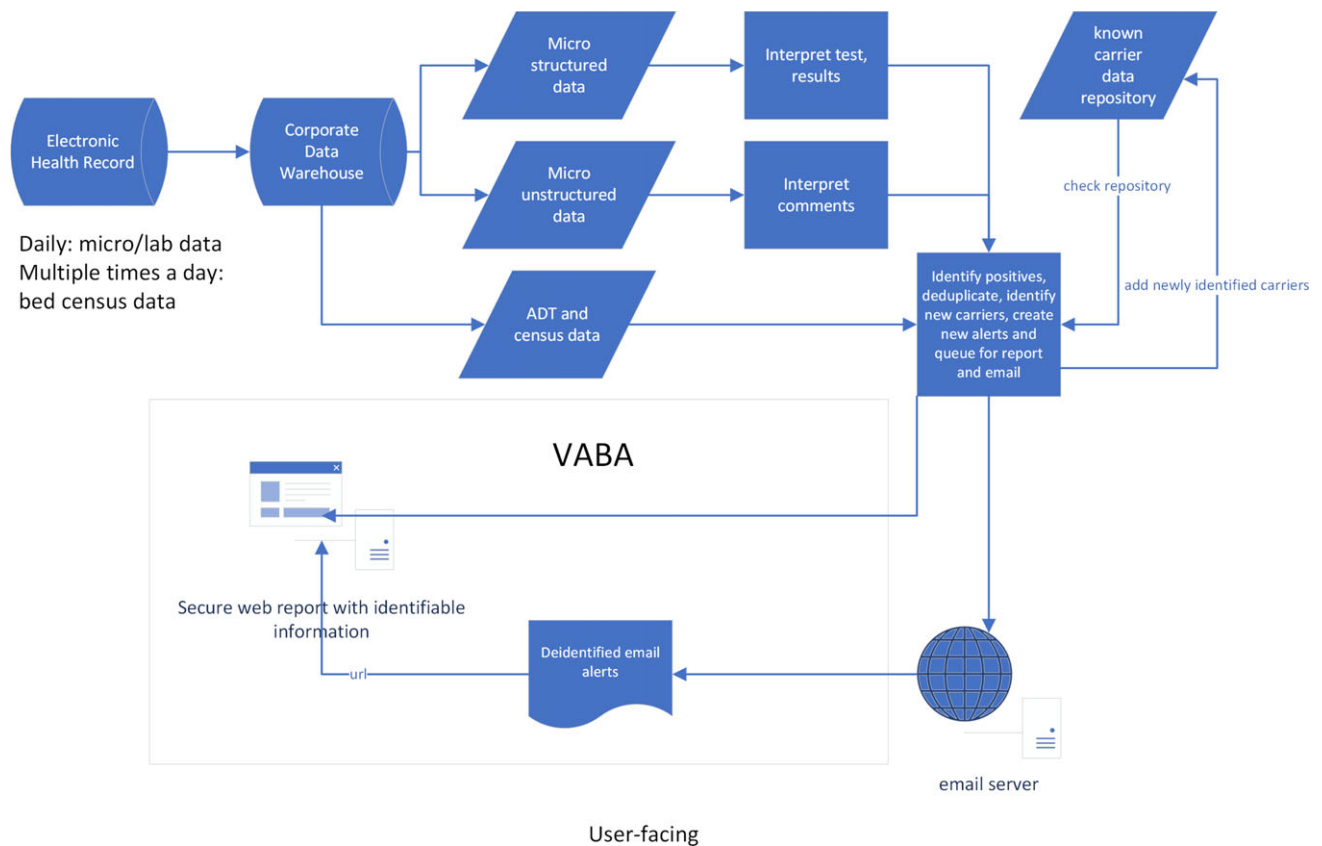 Electronic
Health Record
Corporate
Data
Warehouse
Micro
structured
data
Interpret test,
results
known
carrier
data
repository
Micro
unstructured
data
Interpret
comments
check repository
Daily: micro/lab data
Multiple times a day:
bed census data
ADT and
census data
Identify positives,
deduplicate, identify
new carriers, create
new alerts and
queue for report
and email
add newly identified carriers
VABA
Secure web report with identifiable
information
Deidentified email
alerts
url
email server
User-facing